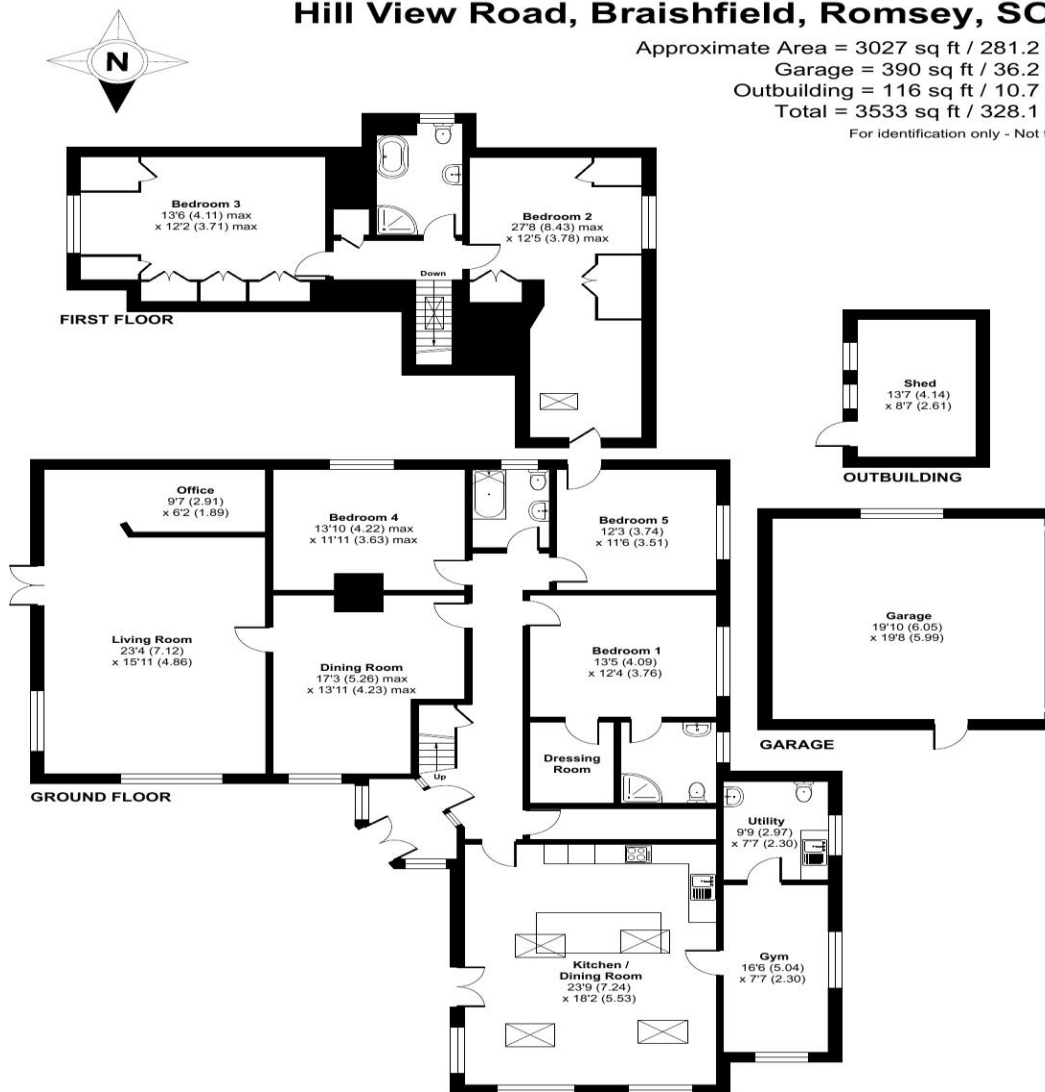 Hill View Road, Braishfield, Romsey, SO
Approximate Area = 3027 sq ft / 281.2
Garage = 390 sq ft / 36.2
Outbuilding = 116 sq ft / 10.7
Total = 3533 sq ft / 328.1
For identification only - Not
N
Bedroom 3
13'6 (4.11) max
x 12'2 (3.71) max
Bedroom 2
27'8 (8.43) max
x 12'5 (3.78) max
Down
FIRST FLOOR
Shed
13'7 (4.14)
x 8'7 (2.61)
OUTBUILDING
Office
9'7 (2.91)
x 6'2 (1.89)
Bedroom 4
13'10 (4.22) max
x 11'11 (3.63) max
Bedroom 5
12'3 (3.74)
x 11'6 (3.51)
Living Room
23'4 (7.12)
x 15'11 (4.86)
Dining Room
17'3 (5.26) max
x 13'11 (4.23) max
Bedroom 1
13'5 (4.09)
x 12'4 (3.76)
Garage
19'10 (6.05)
x 19'8 (5.99)
GARAGE
Dressing
Room
Up
GROUND FLOOR
Utility
9'9 (2.97)
x 7'7 (2.30)
Kitchen /
Dining Room
23'9 (7.24)
x 18'2 (5.53)
Gym
16'6 (5.04)
x 7'7 (2.30)